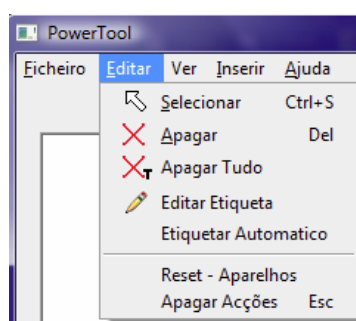 PowerTool
Ficheiro Editar Ver Inserir Ajuda
Selecionar Ctrl+S
Apagar Del
T Apagar Tudo
Editar Etiqueta
Etiquetar Automatico
Reset - Aparelhos
Apagar Acções Esc